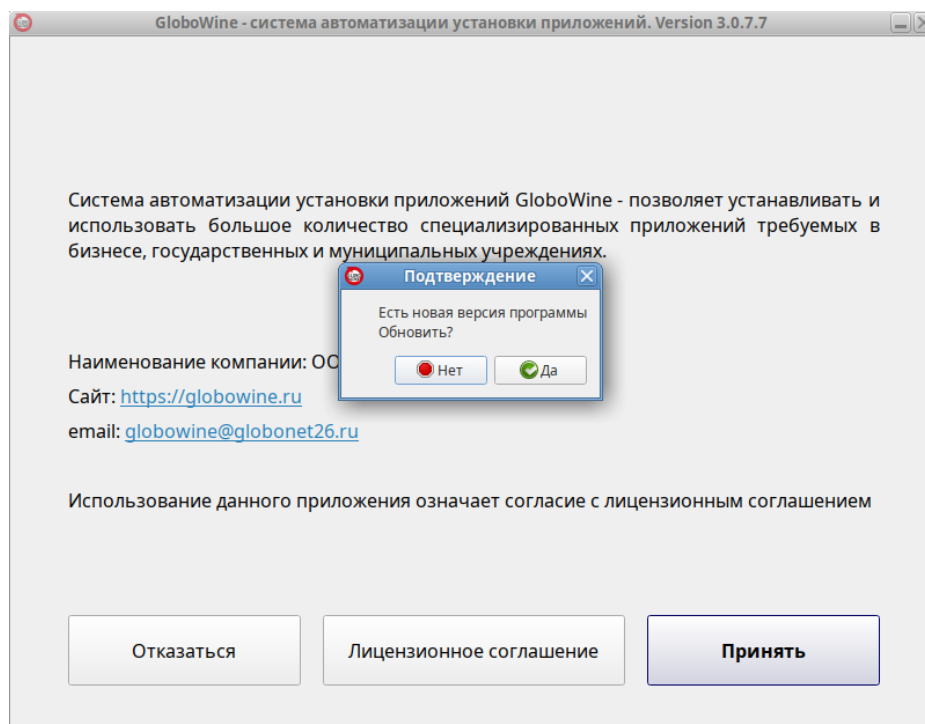 GloboWine - система автоматизации установки приложений. Version 3.0.7.7
Система автоматизации установки приложений GloboWine - позволяет устанавливать и
использовать большое количество специализированных приложений требуемых в
бизнесе, государственных и муниципальных учреждениях.
Подтверждение
Есть новая версия программы
Обновить?
Нет
Да
Наименование компании: ОО
Сайт: https://globowine.ru
email: globowine@globonet26.ru
Использование данного приложения означает согласие с лицензионным соглашением
Отказаться
Лицензионное соглашение
Принять